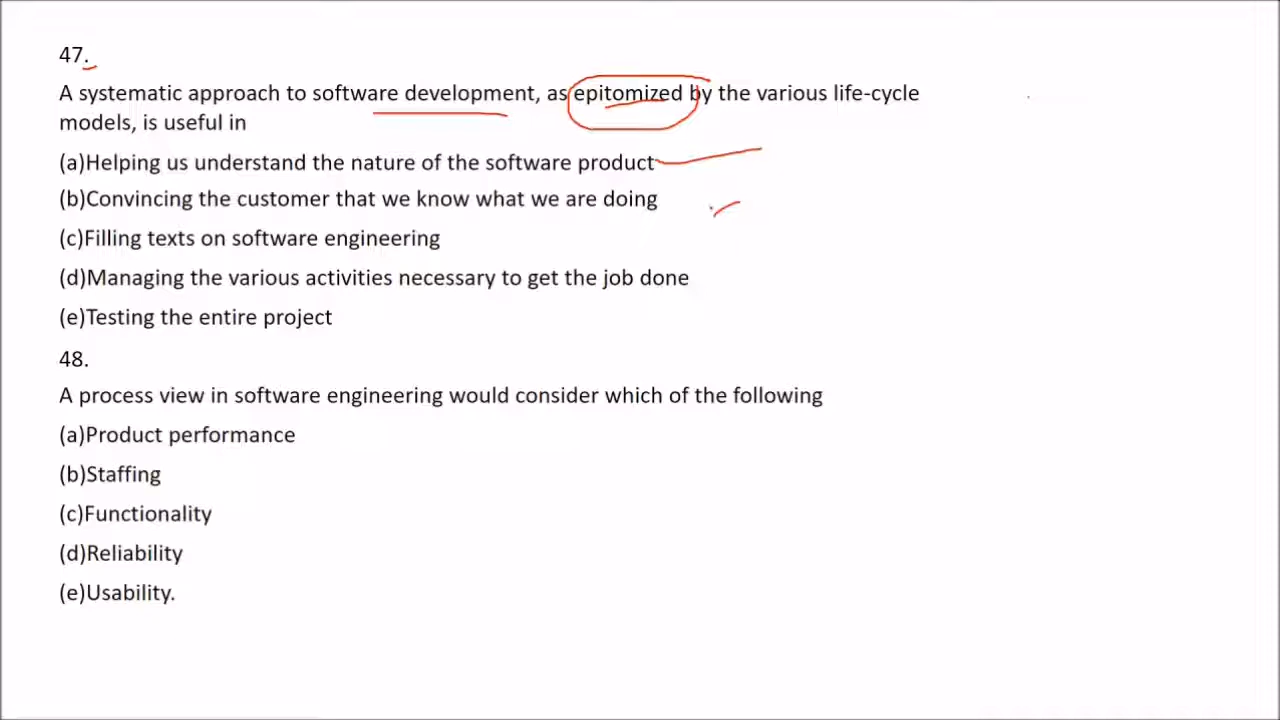 47.
A systematic approach to software development, as epitomized by the various life-cycle
models, is useful in
(a)Helping us understand the nature of the software product
(b)Convincing the customer that we know what we are doing
(c)Filling texts on software engineering
(d)Managing the various activities necessary to get the job done
(e)Testing the entire project
48.
A process view in software engineering would consider which of the following
(a)Product performance
(b)Staffing
(c)Functionality
(d)Reliability
(e)Usability.